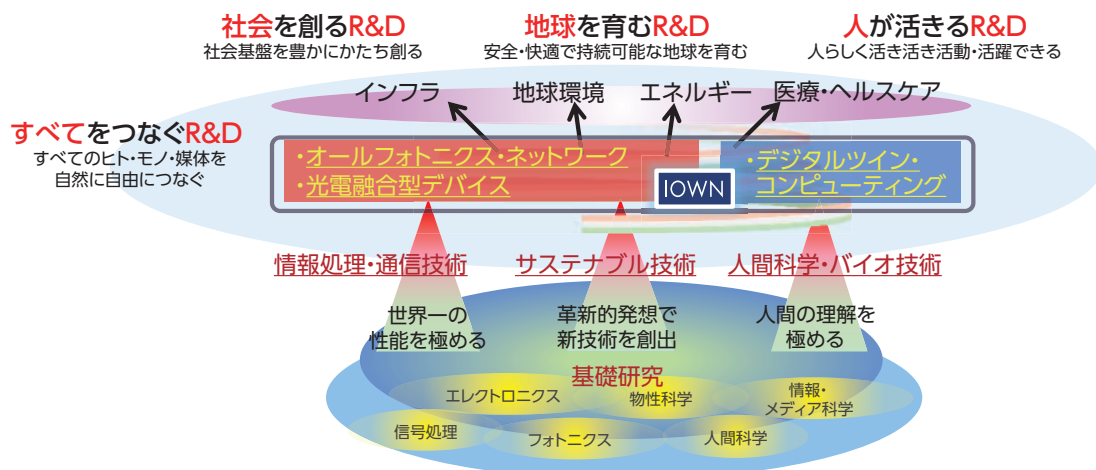 社会を創るR&D
社会基盤を豊かにかたち創る
地球を育むR&D
安全・快適で持続可能な地球を育む
人が活きるR&D
人らしく活き活き活動・活躍できる
インフラ
地球環境
エネルギー
医療・ヘルスケア
すべてをつなぐR&D
すべてのヒト・モノ・媒体を
自然に自由につなぐ
・オールフォトニクス・ネットワーク
・光電融合型デバイス
IOWN
・デジタルツイン・
コンピューティング
情報処理・通信技術
サステナブル技術
人間科学・バイオ技術
世界一の
性能を極める
革新的発想で
新技術を創出
人間の理解を
極める
基礎研究
エレクトロニクス
物性科学
情報・
メディア科学
信号処理
フォトニクス
人間科学